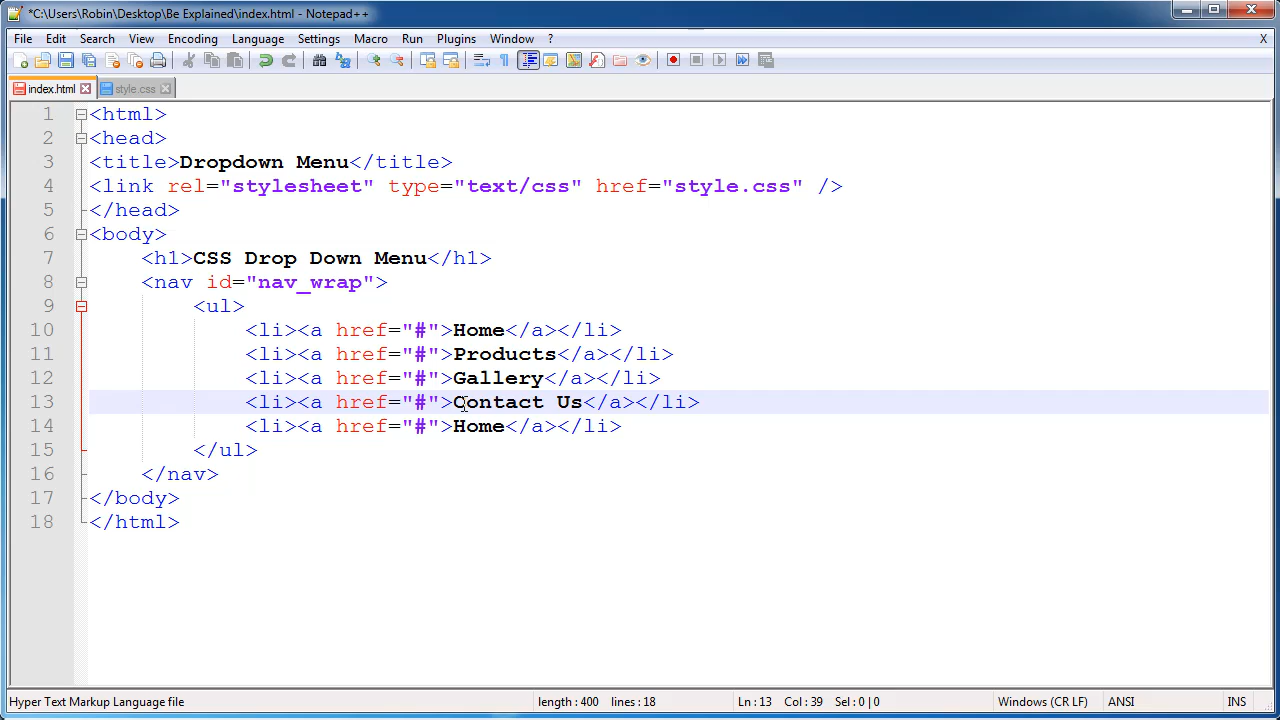 *C:\Users\Robin\Desktop\Be Explained\index.html - Notepad++
File Edit Search View Encoding Language Settings Macro Run Plugins Window ? X
index.html style.css
1 <html>
2 <head>
3 <title>Dropdown Menu</title>
4 <link rel="stylesheet" type="text/css" href="style.css" />
5 </head>
6 <body>
7 <h1>CSS Drop Down Menu</h1>
8 <nav id="nav_wrap">
9 <ul>
10 <li><a href="#">Home</a></li>
11 <li><a href="#">Products</a></li>
12 <li><a href="#">Gallery</a></li>
13 <li><a href="#">Contact Us</a></li>
14 <li><a href="#">Home</a></li>
15 </ul>
16 </nav>
17 </body>
18 </html>
Hyper Text Markup Language file length : 400 lines : 18 Ln : 13 Col : 39 Sel : 0 | 0 Windows (CR LF) ANSI INS